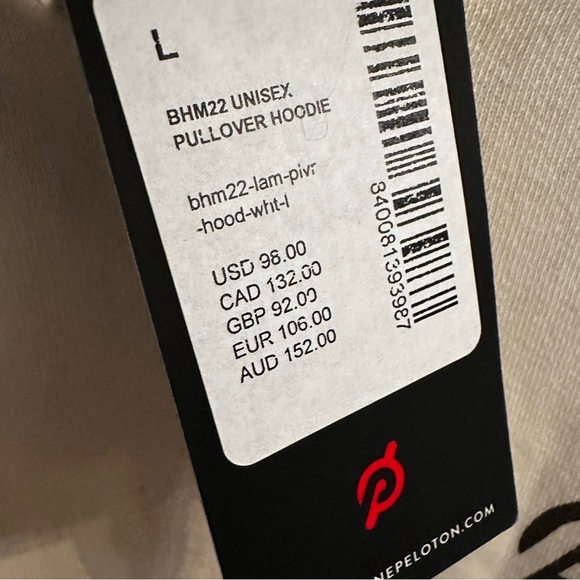 L
BHM22 UNISEX
PULLOVER HOODIE
bhm22-lam-pivr
-hood-wht-l
USD 98.00
CAD 132.00
GBP 92.00
EUR 106.00
AUD 152.00
840081393987
NEPELOTON.COM